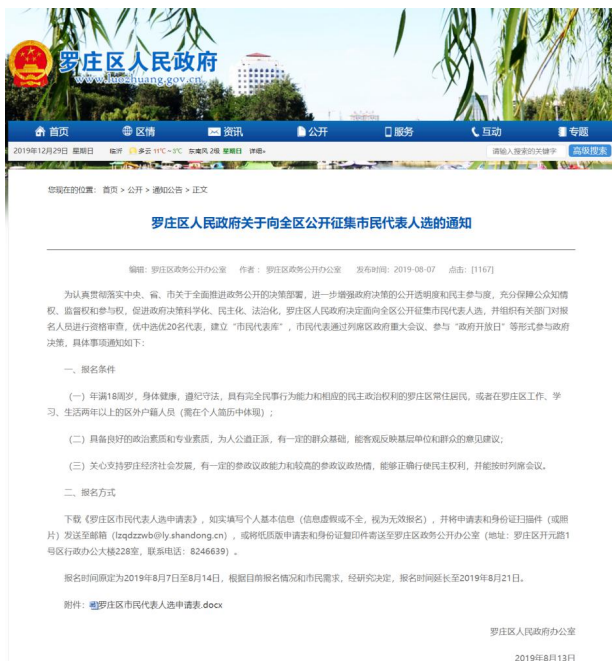 罗庄区人民政府
www.luozhuang.gov.cn
首页 区情 资讯 公开 服务 互动 专题
2019年12月29日 星期日 临沂 多云 11℃~3℃ 东南风 2级 星期日 详细» 请输入搜索的关键字 高级搜索
您现在的位置： 首页 > 公开 > 通知公告 > 正文
罗庄区人民政府关于向全区公开征集市民代表人选的通知
编辑：罗庄区政务公开办公室 作者：罗庄区政务公开办公室 发布时间：2019-08-07 点击：[1167]
为认真贯彻落实中央、省、市关于全面推进政务公开的决策部署，进一步增强政府决策的公开透明度和民主参与度，充分保障公众知情
权、监督权和参与权，促进政府决策科学化、民主化、法治化，罗庄区人民政府决定面向全区公开征集市民代表人选，并组织有关部门对报
名人员进行资格审查，优中选优20名代表，建立“市民代表库”，市民代表通过列席区政府重大会议、参与“政府开放日”等形式参与政府
决策，具体事项通知如下：
一、报名条件
（一）年满18周岁，身体健康，遵纪守法，具有完全民事行为能力和相应的民主政治权利的罗庄区常住居民，或者在罗庄区工作、学
习、生活两年以上的区外户籍人员（需在个人简历中体现）；
（二）具备良好的政治素质和专业素质，为人公道正派，有一定的群众基础，能客观反映基层单位和群众的意见建议；
（三）关心支持罗庄经济社会发展，有一定的参政议政能力和较高的参政议政热情，能够正确行使民主权利，并能按时列席会议。
二、报名方式
下载《罗庄区市民代表人选申请表》，如实填写个人基本信息（信息虚假或不全，视为无效报名），并将申请表和身份证扫描件（或照
片）发送至邮箱（lzqdzzwb@ly.shandong.cn），或将纸质版申请表和身份证复印件寄送至罗庄区政务公开办公室（地址：罗庄区开元路1
号区行政办公大楼228室，联系电话：8246639）。
报名时间原定为2019年8月7日至8月14日，根据目前报名情况和市民需求，经研究决定，报名时间延长至2019年8月21日。
附件：罗庄区市民代表人选申请表.docx
罗庄区人民政府办公室
2019年8月13日